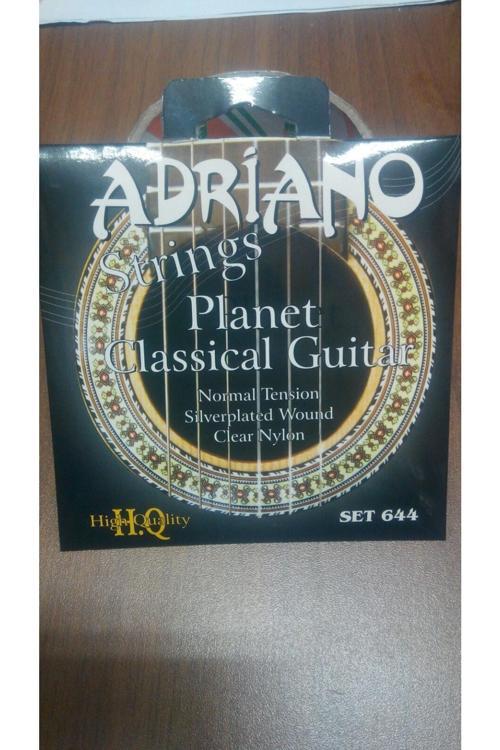 ADRiANO
Strings
Planet
Classical Guitar
Normal Tension
Silverplated Wound
Clear Nylon
High Quality
H.Q
SET 644